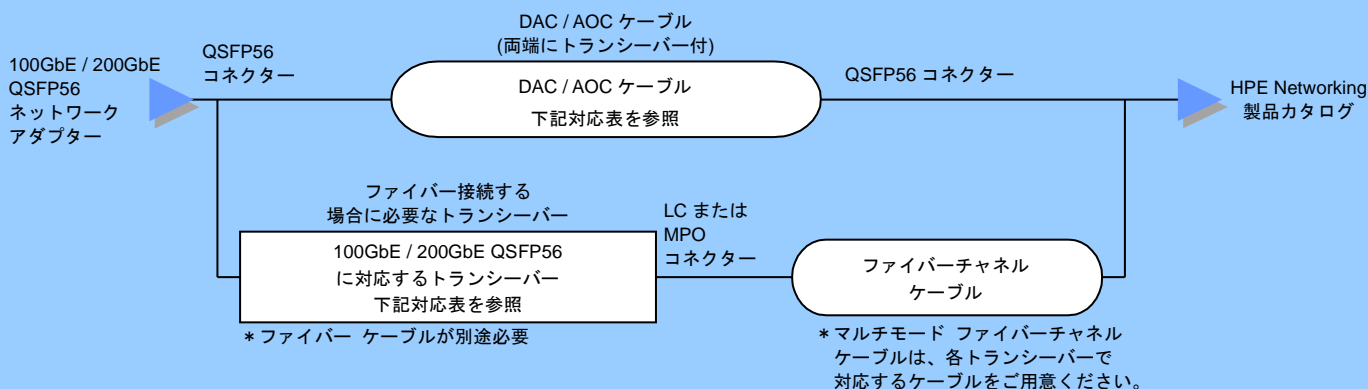 100GbE / 200GbE
QSFP56
ネットワーク
アダプター
QSFP56
コネクター
DAC / AOC ケーブル
(両端にトランシーバー付)
DAC / AOC ケーブル
下記対応表を参照
QSFP56 コネクター
HPE Networking
製品カタログ
ファイバー接続する
場合に必要なトランシーバー
100GbE / 200GbE QSFP56
に対応するトランシーバー
下記対応表を参照
＊ファイバー ケーブルが別途必要
LC または
MPO
コネクター
ファイバーチャネル
ケーブル
＊マルチモード ファイバーチャネル
ケーブルは、各トランシーバーで
対応するケーブルをご用意ください。